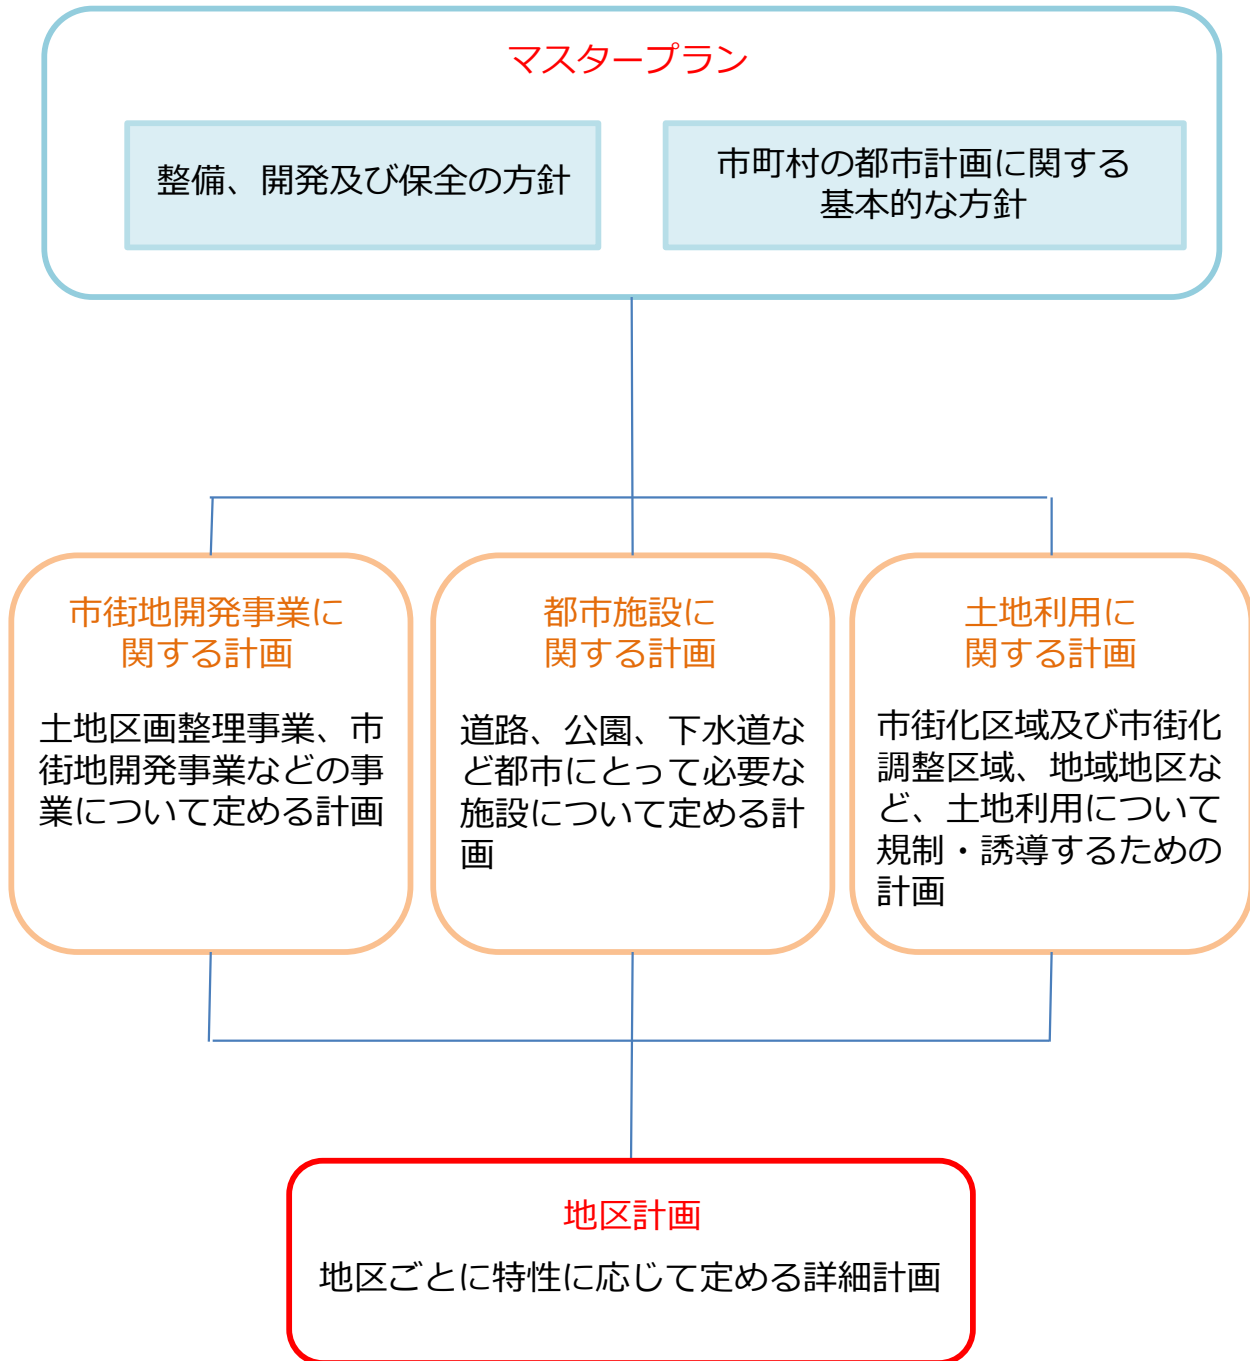 マスタープラン
整備、開発及び保全の方針
市町村の都市計画に関する
基本的な方針
市街地開発事業に
関する計画
土地区画整理事業、市
街地開発事業などの事
業について定める計画
都市施設に
関する計画
道路、公園、下水道な
ど都市にとって必要な
施設について定める計
画
土地利用に
関する計画
市街化区域及び市街化
調整区域、地域地区な
ど、土地利用について
規制・誘導するための
計画
地区計画
地区ごとに特性に応じて定める詳細計画